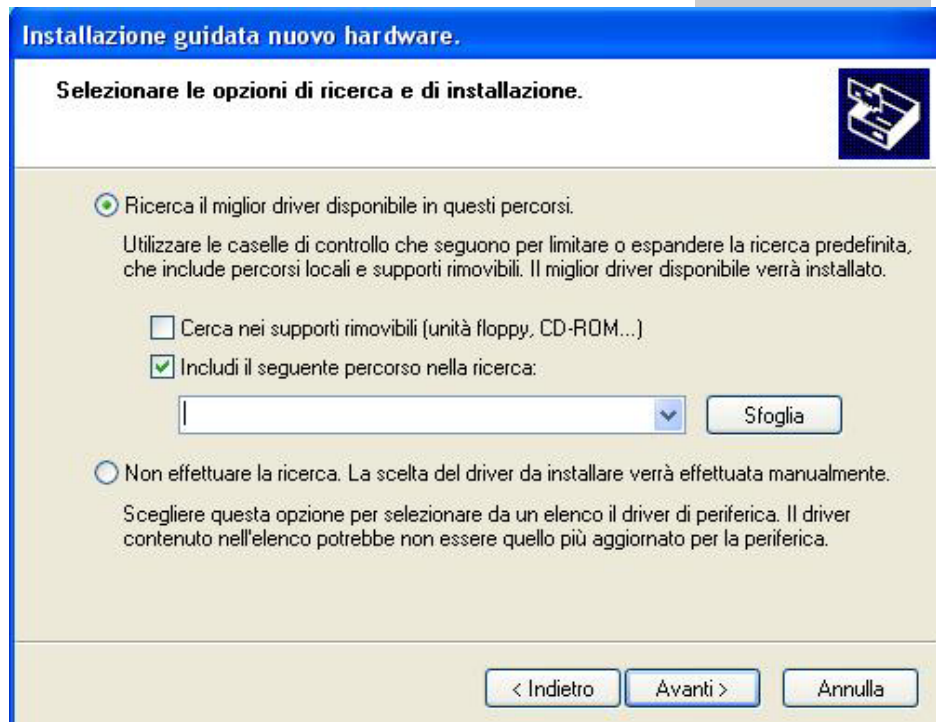 Installazione guidata nuovo hardware.
Selezionare le opzioni di ricerca e di installazione.
Ricerca il miglior driver disponibile in questi percorsi.
Utilizzare le caselle di controllo che seguono per limitare o espandere la ricerca predefinita,
che include percorsi locali e supporti rimovibili. Il miglior driver disponibile verrà installato.
Cerca nei supporti rimovibili (unità floppy, CD-ROM...)
Includi il seguente percorso nella ricerca:
Sfoglia
Non effettuare la ricerca. La scelta del driver da installare verrà effettuata manualmente.
Scegliere questa opzione per selezionare da un elenco il driver di periferica. Il driver
contenuto nell'elenco potrebbe non essere quello più aggiornato per la periferica.
< Indietro Avanti > Annulla